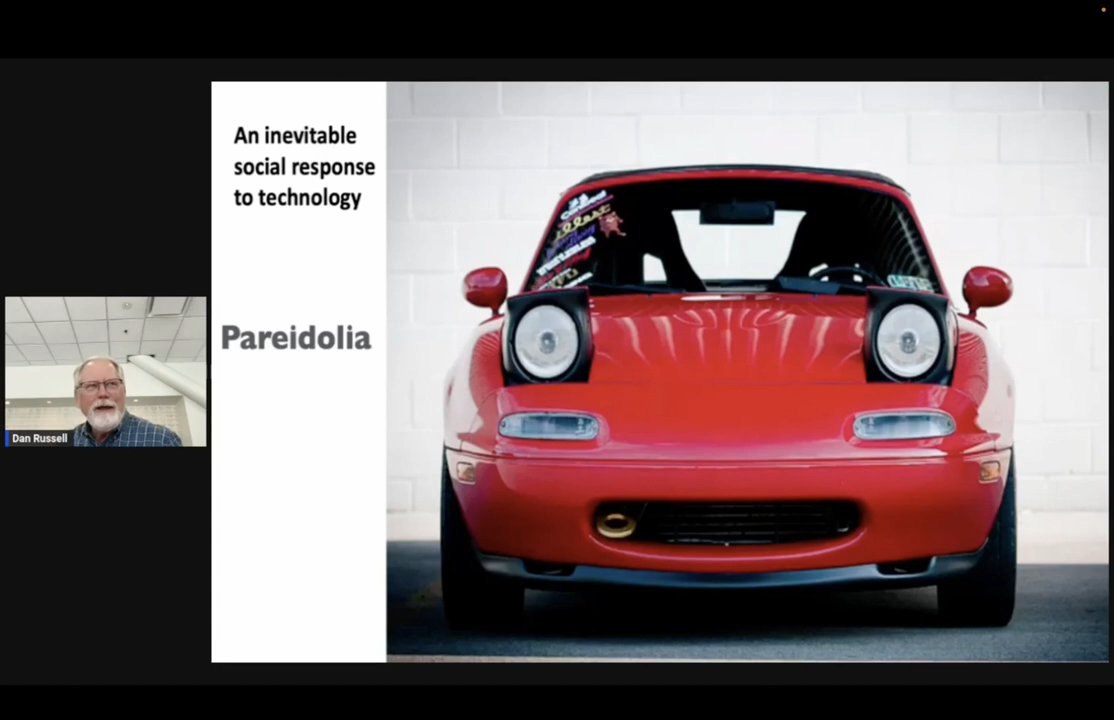 An inevitable
social response
to technology
Pareidolia
Dan Russell